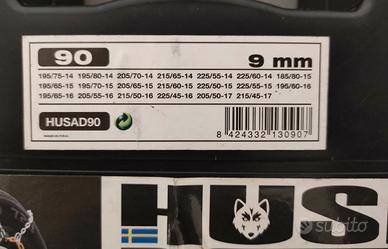 90
9 mm
195/75-14 195/80-14 205/70-14 215/65-14 225/55-14 225/60-14 185/80-15
195/65-15 195/70-15 205/65-15 215/60-15 225/50-15 225/55-15 195/60-16
195/65-16 205/55-16 215/50-16 225/45-16 205/50-17 215/45-17
HUSAD90
8 424332 130907
HUS
subito